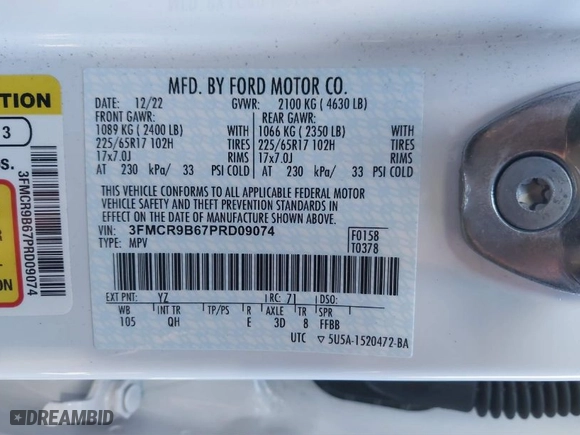 MFD. BY FORD MOTOR CO.
DATE: 12/22 GVWR: 2100 KG ( 4630 LB)
FRONT GAWR: REAR GAWR:
1089 KG ( 2400 LB) WITH 1066 KG ( 2350 LB) WITH
225/65R17 102H TIRES 225/65R17 102H TIRES
17x7.0J RIMS 17x7.0J RIMS
AT 230 kPa/ 33 PSI COLD AT 230 kPa/ 33 PSI COLD
THIS VEHICLE CONFORMS TO ALL APPLICABLE FEDERAL MOTOR
VEHICLE SAFETY AND THEFT PREVENTION STANDARDS IN
EFFECT ON THE DATE OF MANUFACTURE SHOWN ABOVE.
VIN: 3FMCR9B67PRD09074
TYPE: MPV
F0158
T0378
EXT PNT: YZ RC: 71 DSO:
WB INT TR TP/PS R AXLE TR SPR
105 QH E 3D 8 FFBB
UTC 5U5A-1520472-BA
TION
3
s.
3FMCR9B67PRD09074
DREAMBID